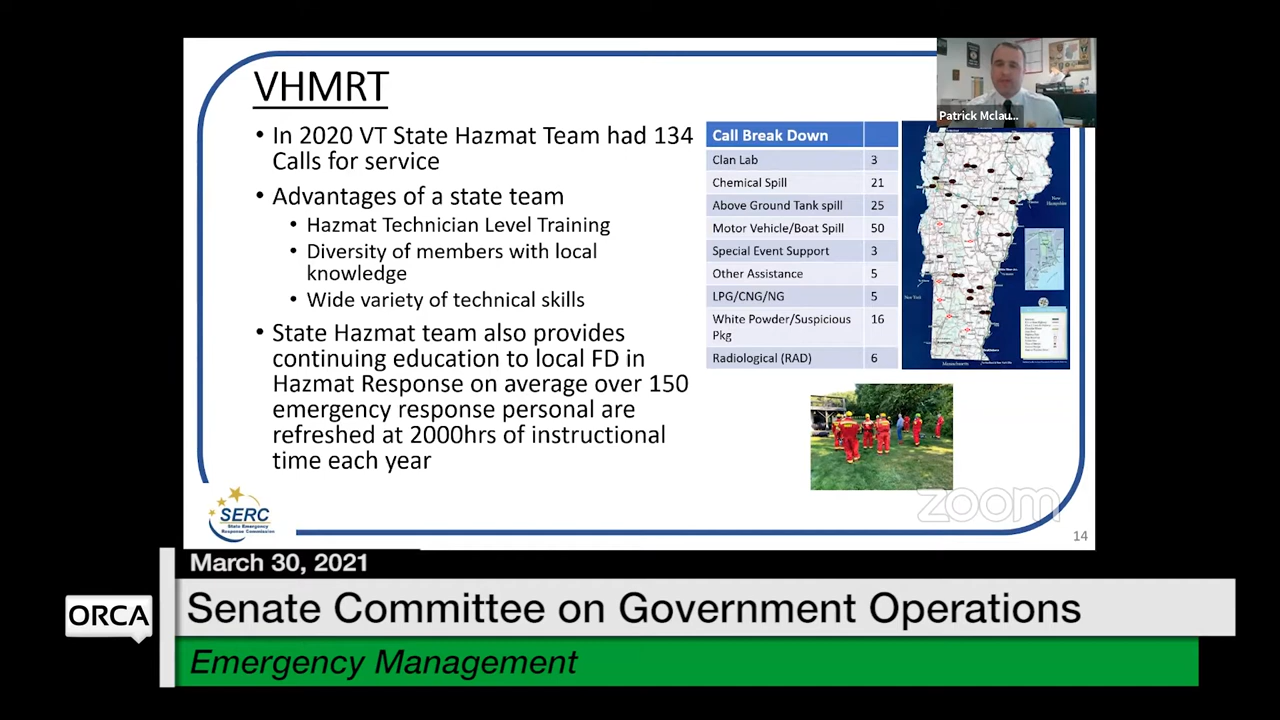 VHMRT
Patrick Mclau...
• In 2020 VT State Hazmat Team had 134
Calls for service
• Advantages of a state team
• Hazmat Technician Level Training
• Diversity of members with local
knowledge
• Wide variety of technical skills
• State Hazmat team also provides
continuing education to local FD in
Hazmat Response on average over 150
emergency response personal are
refreshed at 2000hrs of instructional
time each year
Call Break Down
Clan Lab 3
Chemical Spill 21
Above Ground Tank spill 25
Motor Vehicle/Boat Spill 50
Special Event Support 3
Other Assistance 5
LPG/CNG/NG 5
White Powder/Suspicious 16
Pkg
Radiological (RAD) 6
New
Hampshire
New York
Massachusetts
SERC
State Emergency
Response Commission
zoom
14
March 30, 2021
ORCA
Senate Committee on Government Operations
Emergency Management